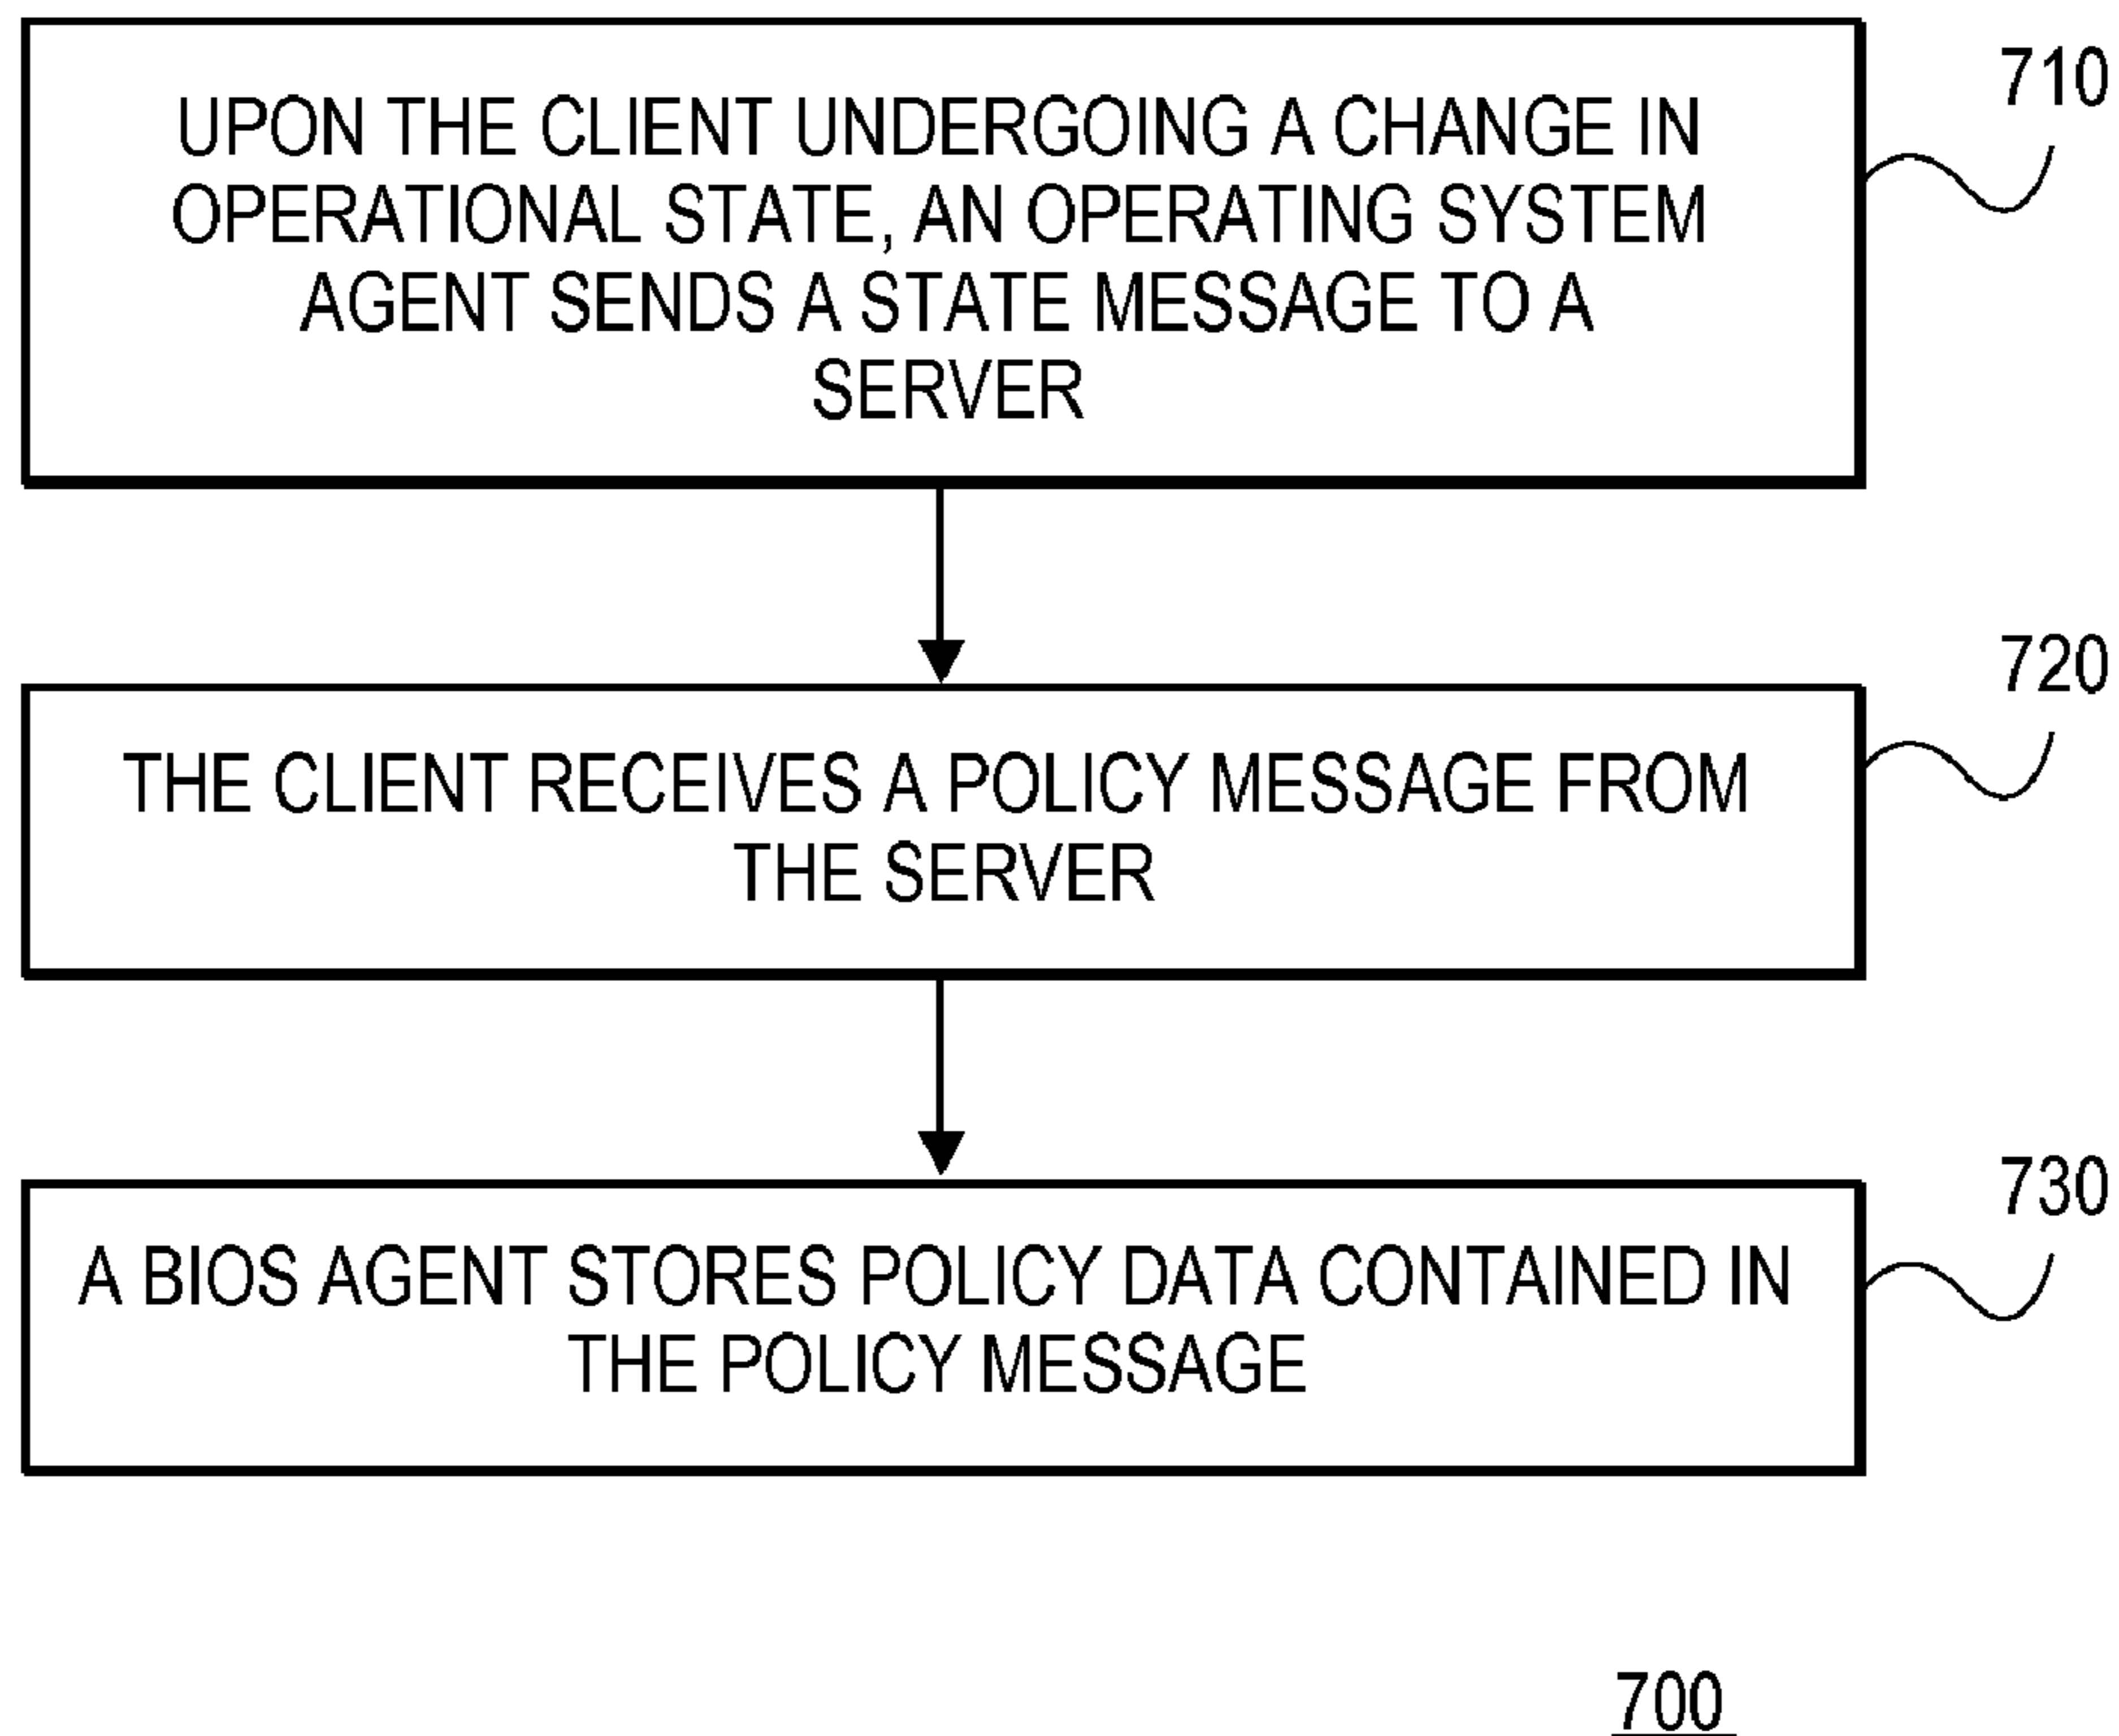 710
UPON THE CLIENT UNDERGOING A CHANGE IN
OPERATIONAL STATE, AN OPERATING SYSTEM
AGENT SENDS A STATE MESSAGE TO A
SERVER
720
THE CLIENT RECEIVES A POLICY MESSAGE FROM
THE SERVER
730
A BIOS AGENT STORES POLICY DATA CONTAINED IN
THE POLICY MESSAGE
700